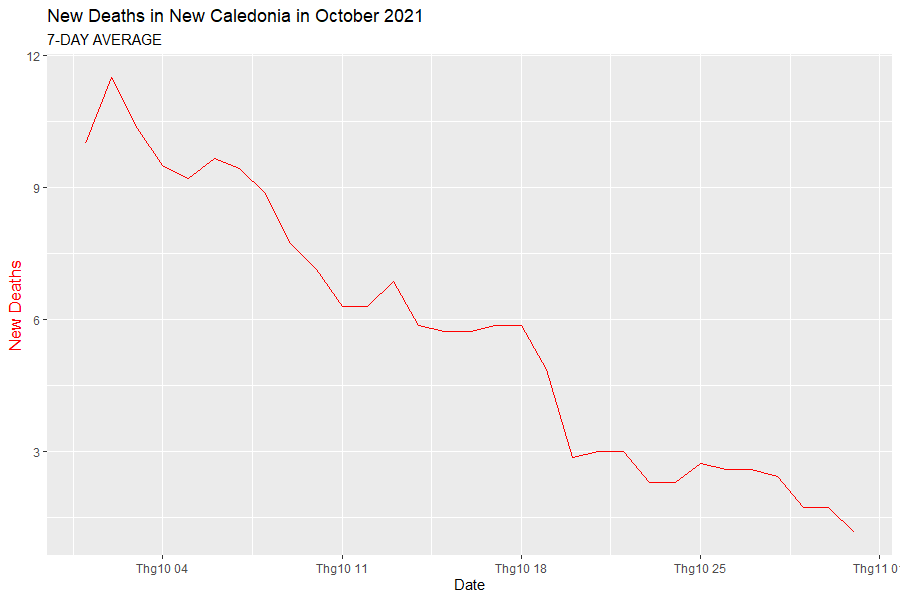 New Deaths in New Caledonia in October 2021
7-DAY AVERAGE
12
9
6
3
New Deaths
Thg10 04 Thg10 11 Thg10 18 Thg10 25 Thg11 0
Date